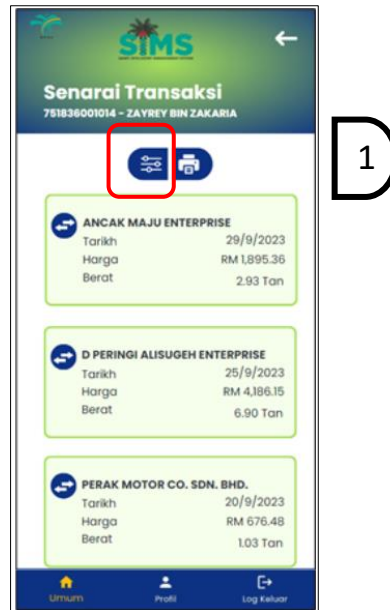 SIMS
Senarai Transaksi
751836001014 - ZAYREY BIN ZAKARIA
1
ANCAK MAJU ENTERPRISE
Tarikh 29/9/2023
Harga RM 1,895.36
Berat 2.93 Tan
D PERINGI ALISUGEH ENTERPRISE
Tarikh 25/9/2023
Harga RM 4,186.15
Berat 6.90 Tan
PERAK MOTOR CO. SDN. BHD.
Tarikh 20/9/2023
Harga RM 676.48
Berat 1.03 Tan
Umum Profil Log Keluar